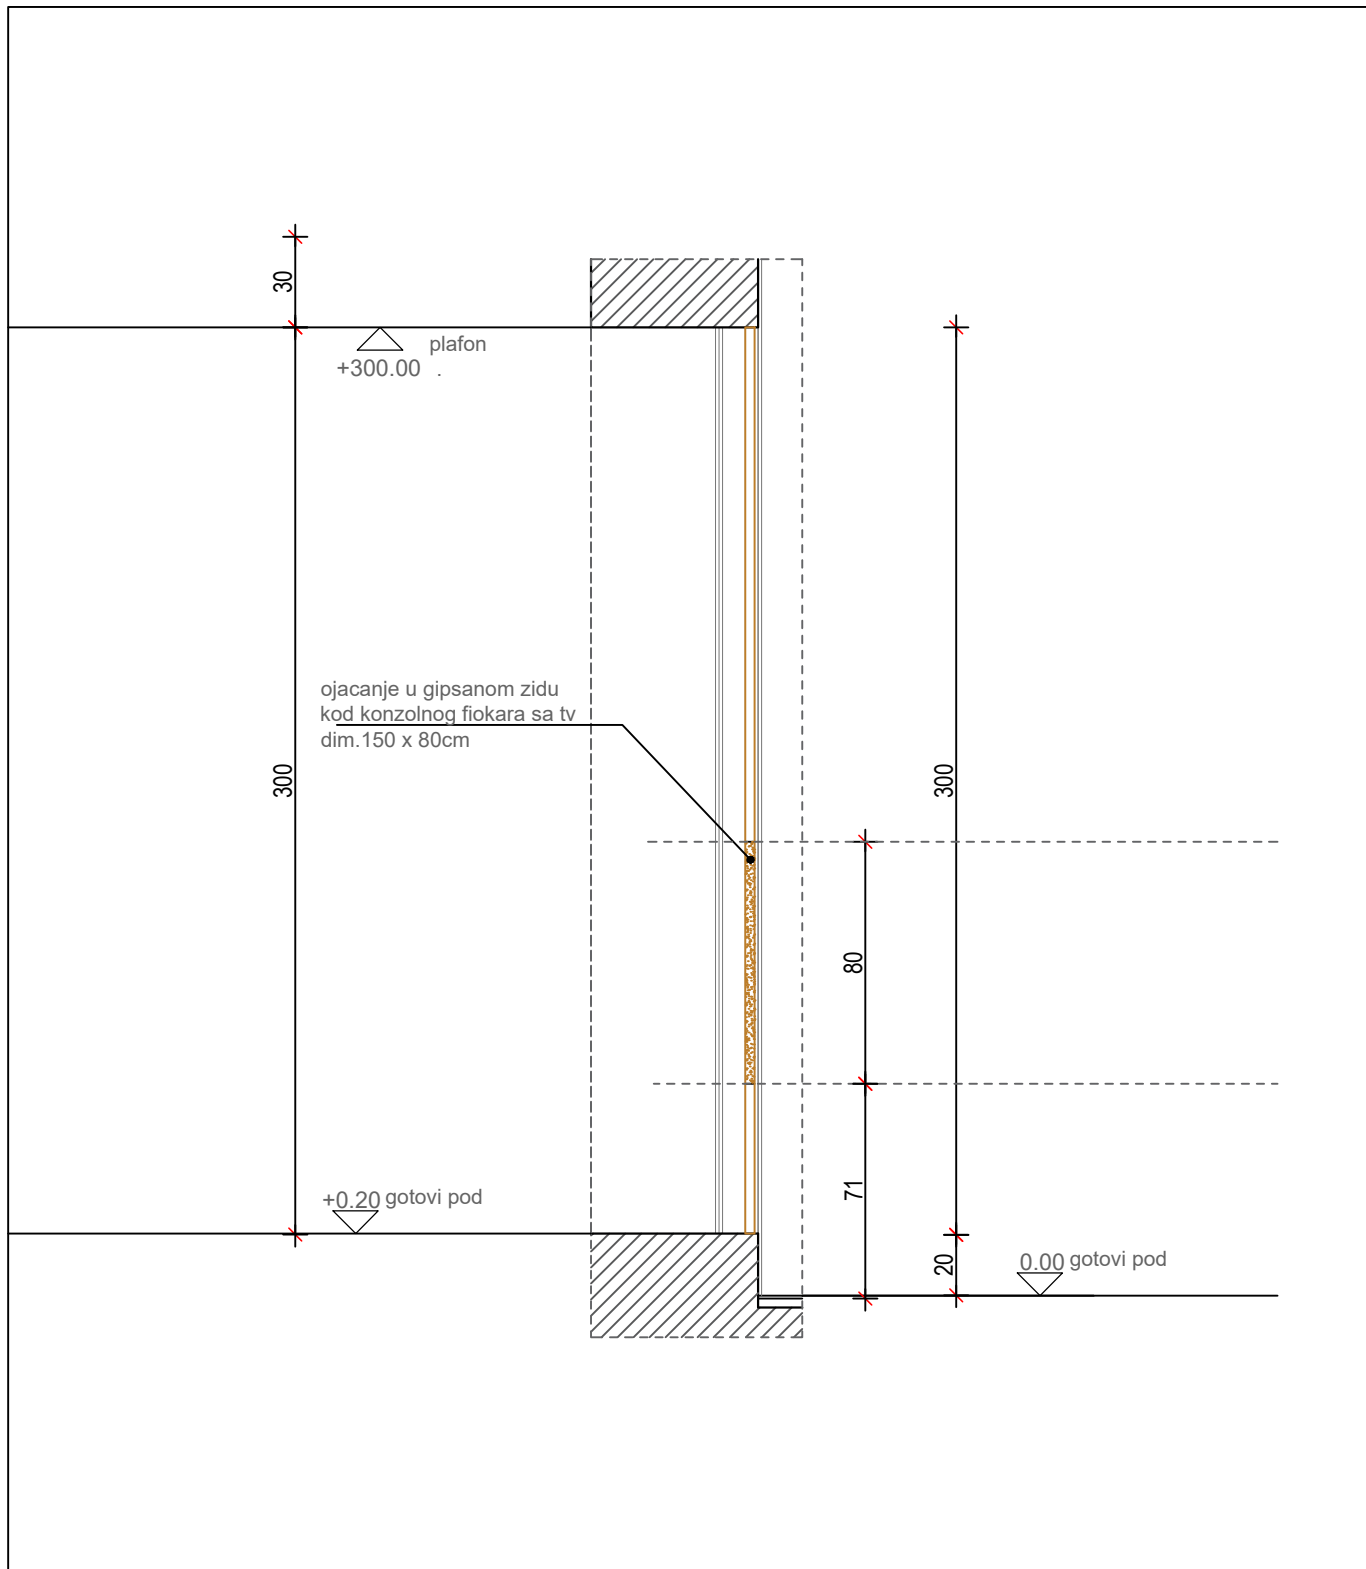 30
plafon
+300.00 .
ojacanje u gipsanom zidu
kod konzolnog fiokara sa tv
dim.150 x 80cm
300
300
80
71
+0.20 gotovi pod
20
0.00 gotovi pod